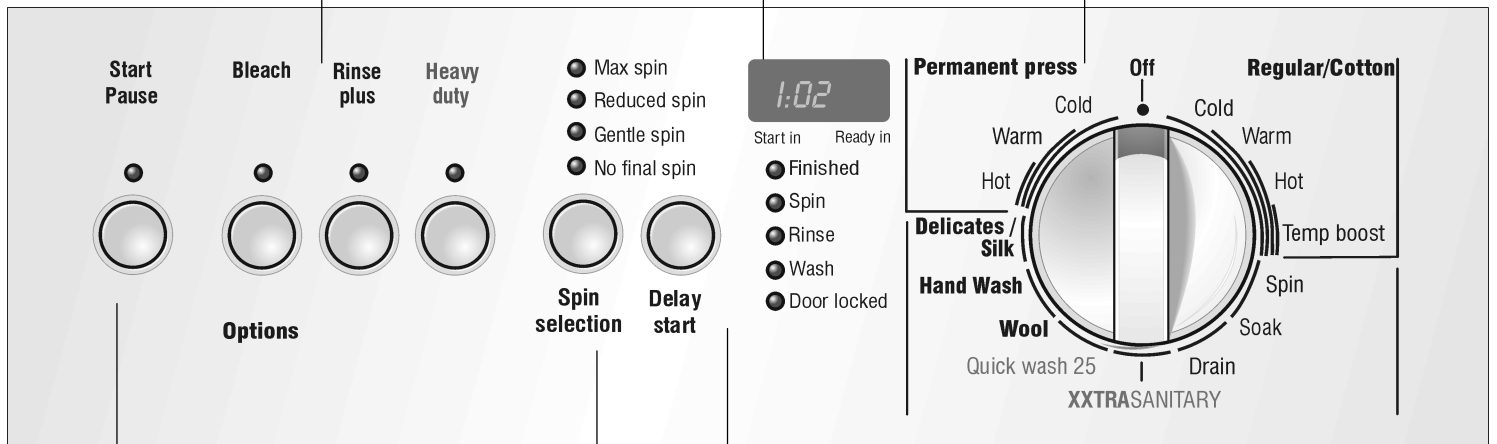 Start
Pause
Bleach
Rinse
plus
Heavy
duty
Options
Max spin
Reduced spin
Gentle spin
No final spin
Spin
selection
Delay
start
1:02
Start in
Ready in
Finished
Spin
Rinse
Wash
Door locked
Permanent press
Off
Regular/Cotton
Cold
Warm
Hot
Delicates /
Silk
Hand Wash
Wool
Quick wash 25
XXTRASANITARY
Cold
Warm
Hot
Temp boost
Spin
Soak
Drain